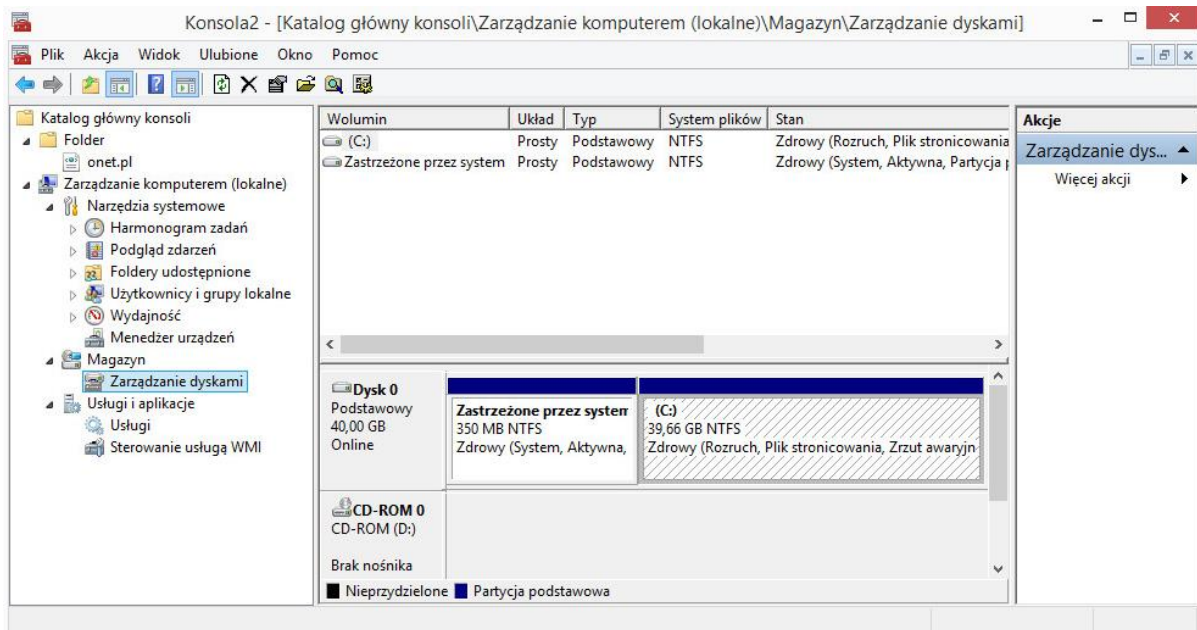 Konsola2 - [Katalog główny konsoli\Zarządzanie komputerem (lokalne)\Magazyn\Zarządzanie dyskami]
Plik Akcja Widok Ulubione Okno Pomoc
Katalog główny konsoli
Folder
onet.pl
Zarządzanie komputerem (lokalne)
Narzędzia systemowe
Harmonogram zadań
Podgląd zdarzeń
Foldery udostępnione
Użytkownicy i grupy lokalne
Wydajność
Menedżer urządzeń
Magazyn
Zarządzanie dyskami
Usługi i aplikacje
Usługi
Sterowanie usługą WMI
Wolumin Układ Typ System plików Stan
(C:) Prosty Podstawowy NTFS Zdrowy (Rozruch, Plik stronicowania
Zastrzeżone przez system Prosty Podstawowy NTFS Zdrowy (System, Aktywna, Partycja p
Dysk 0
Podstawowy
40,00 GB
Online
Zastrzeżone przez system
350 MB NTFS
Zdrowy (System, Aktywna,
(C:)
39,66 GB NTFS
Zdrowy (Rozruch, Plik stronicowania, Zrzut awaryjn
CD-ROM 0
CD-ROM (D:)
Brak nośnika
Nieprzydzielone Partycja podstawowa
Akcje
Zarządzanie dys...
Więcej akcji